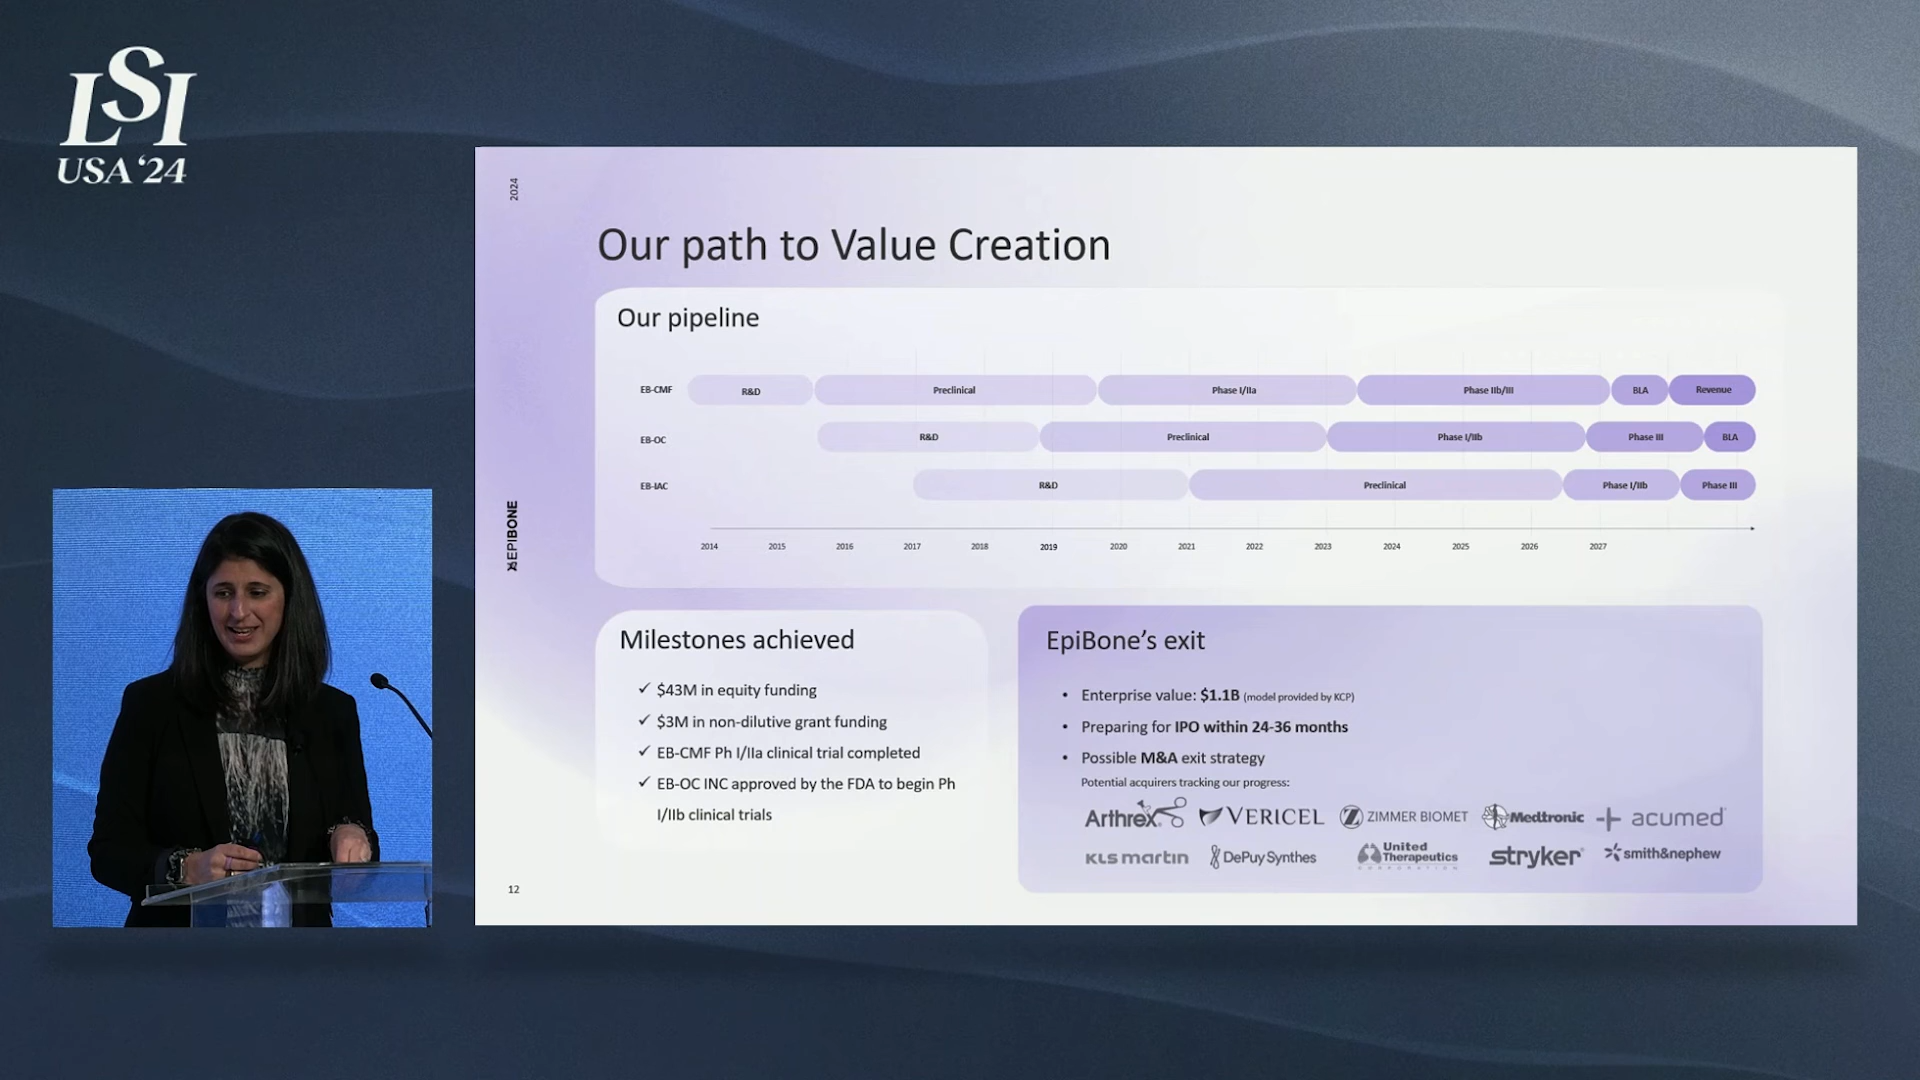 LSI
USA '24
2024
Our path to Value Creation
Our pipeline
EB-CMF R&D Preclinical Phase I/IIa Phase IIb/III BLA Revenue
EB-OC R&D Preclinical Phase I/IIb Phase III BLA
EB-IAC R&D Preclinical Phase I/IIb Phase III
2014 2015 2016 2017 2018 2019 2020 2021 2022 2023 2024 2025 2026 2027
EPIBONE
Milestones achieved
✓ $43M in equity funding
✓ $3M in non-dilutive grant funding
✓ EB-CMF Ph I/IIa clinical trial completed
✓ EB-OC INC approved by the FDA to begin Ph
I/IIb clinical trials
EpiBone's exit
• Enterprise value: $1.1B (model provided by KCP)
• Preparing for IPO within 24-36 months
• Possible M&A exit strategy
Potential acquirers tracking our progress:
Arthrex VERICEL ZIMMER BIOMET Medtronic acumed
KLS martin DePuy Synthes United Therapeutics CORPORATION stryker smith&nephew
12